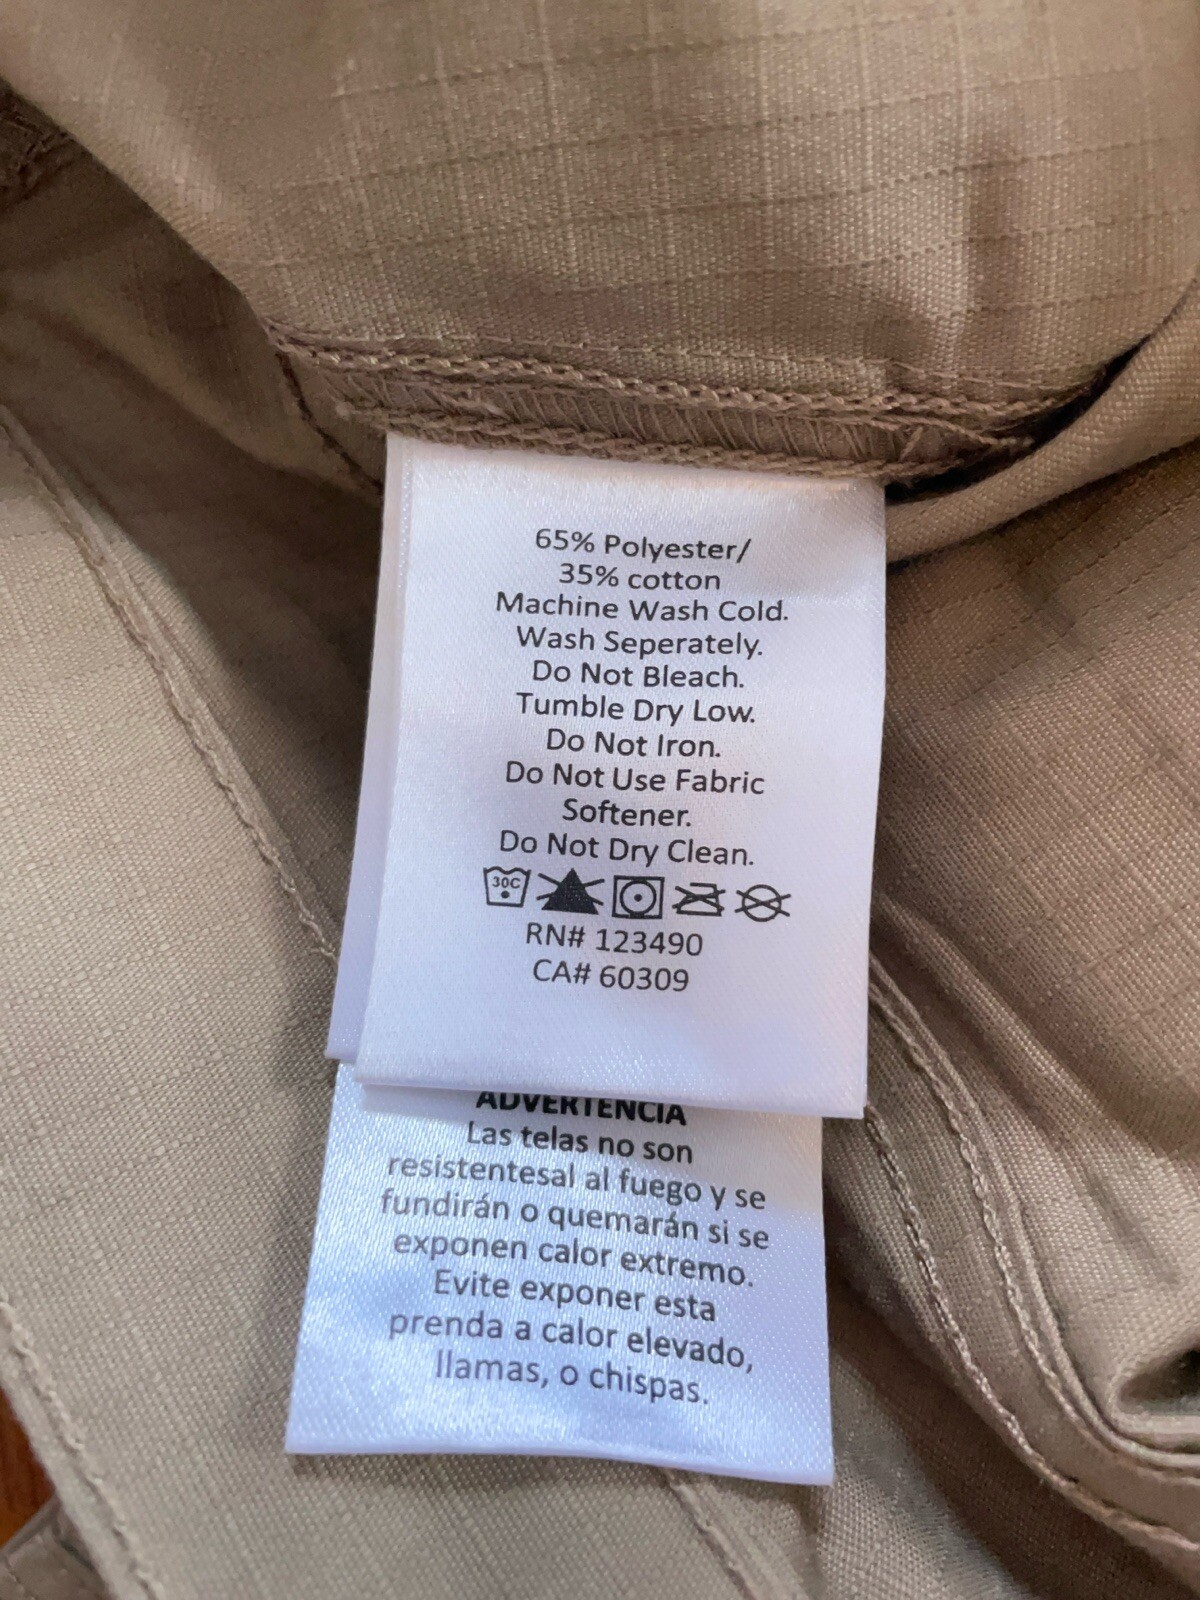 65% Polyester/
35% cotton
Machine Wash Cold.
Wash Seperately.
Do Not Bleach.
Tumble Dry Low.
Do Not Iron.
Do Not Use Fabric
Softener.
Do Not Dry Clean.
30C
RN# 123490
CA# 60309
ADVERTENCIA
Las telas no son
resistentesal al fuego y se
fundirán o quemarán si se
exponen calor extremo.
Evite exponer esta
prenda a calor elevado,
llamas, o chispas.